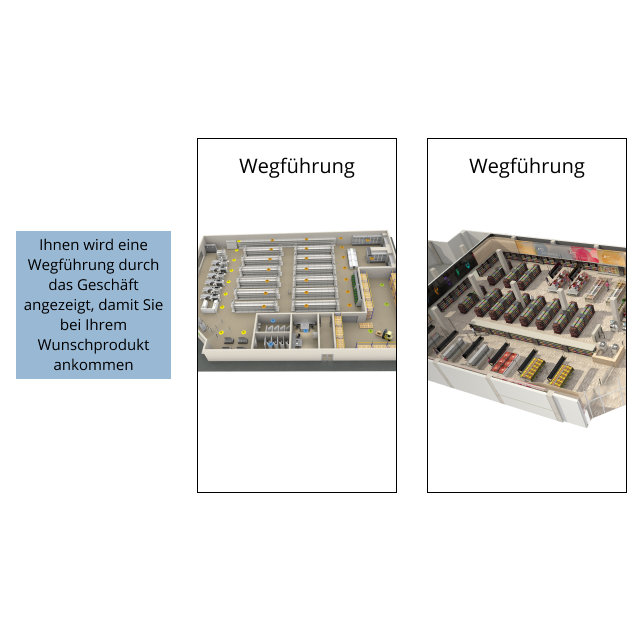 Wegführung
Wegführung
Ihnen wird eine
Wegführung durch
das Geschäft
angezeigt, damit Sie
bei Ihrem
Wunschprodukt
ankommen